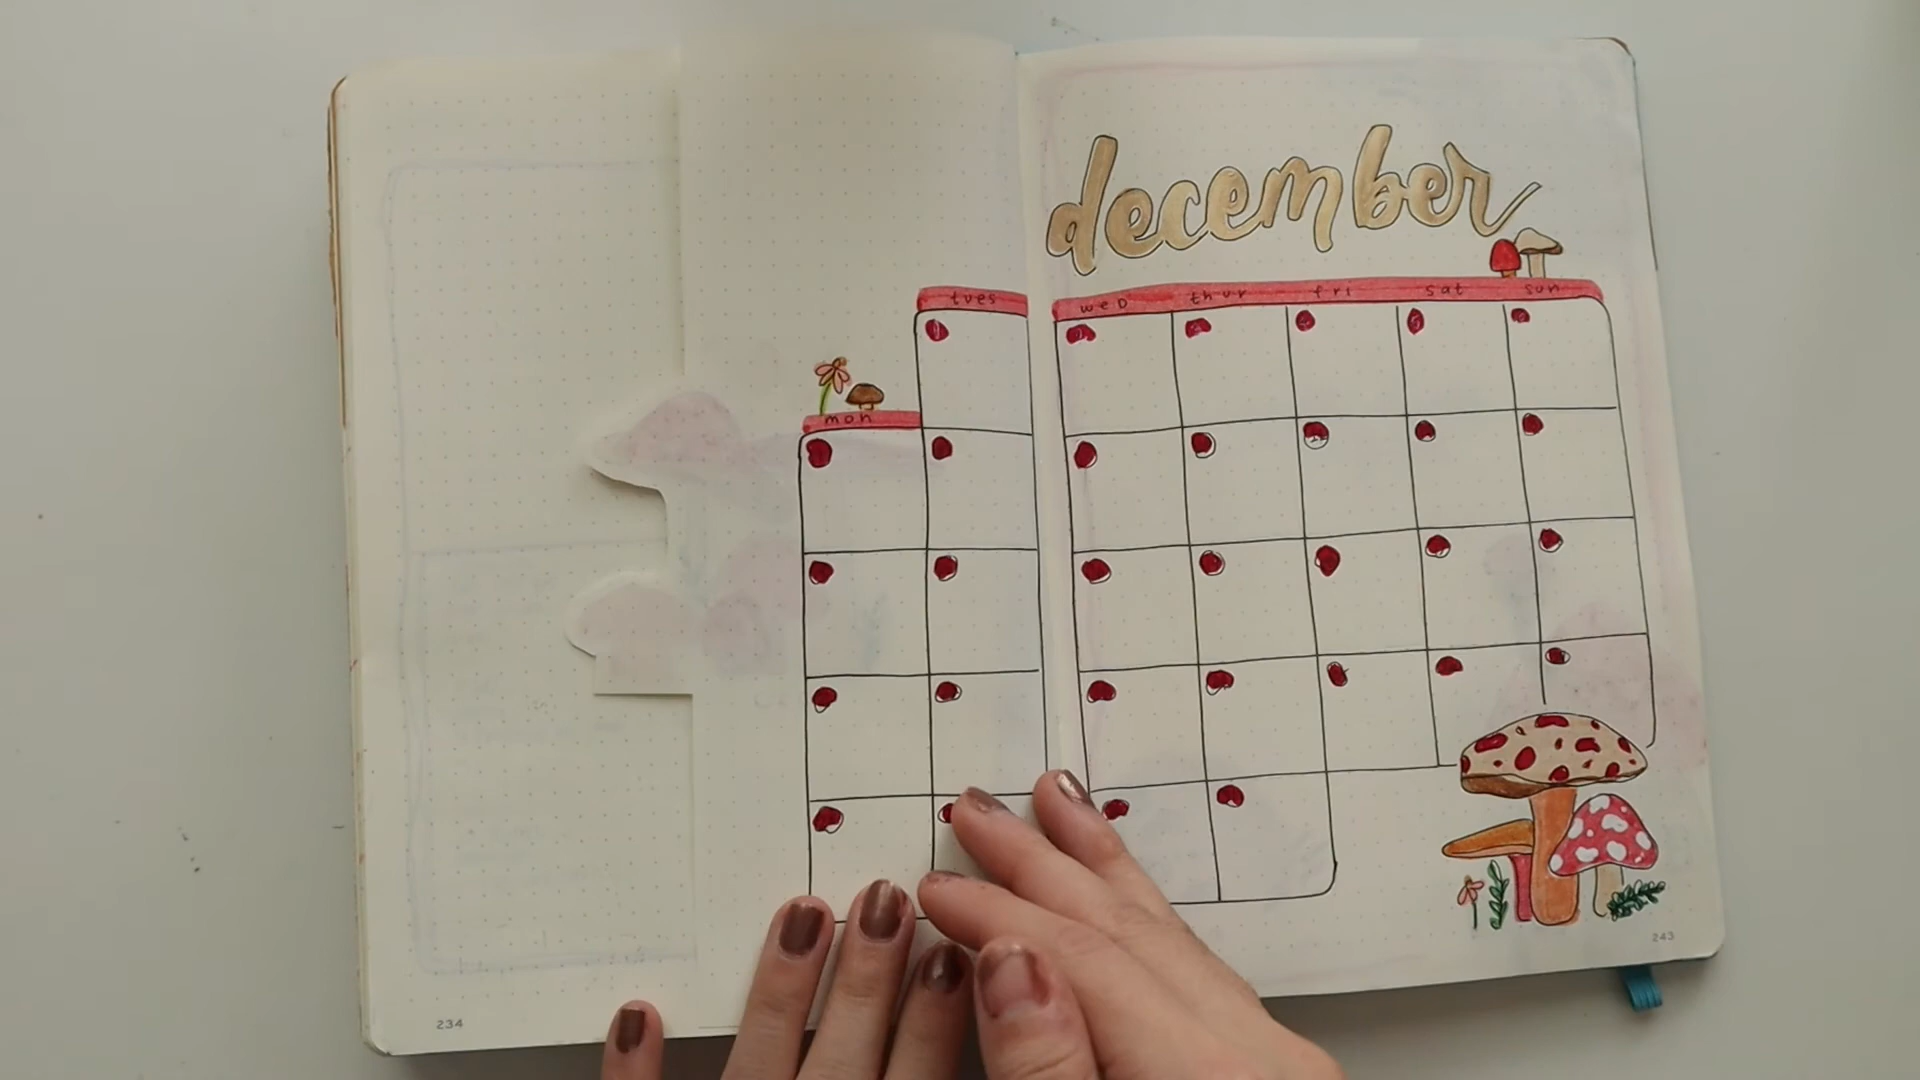 december
tues
wed thur fri sat sun
mon
234
243